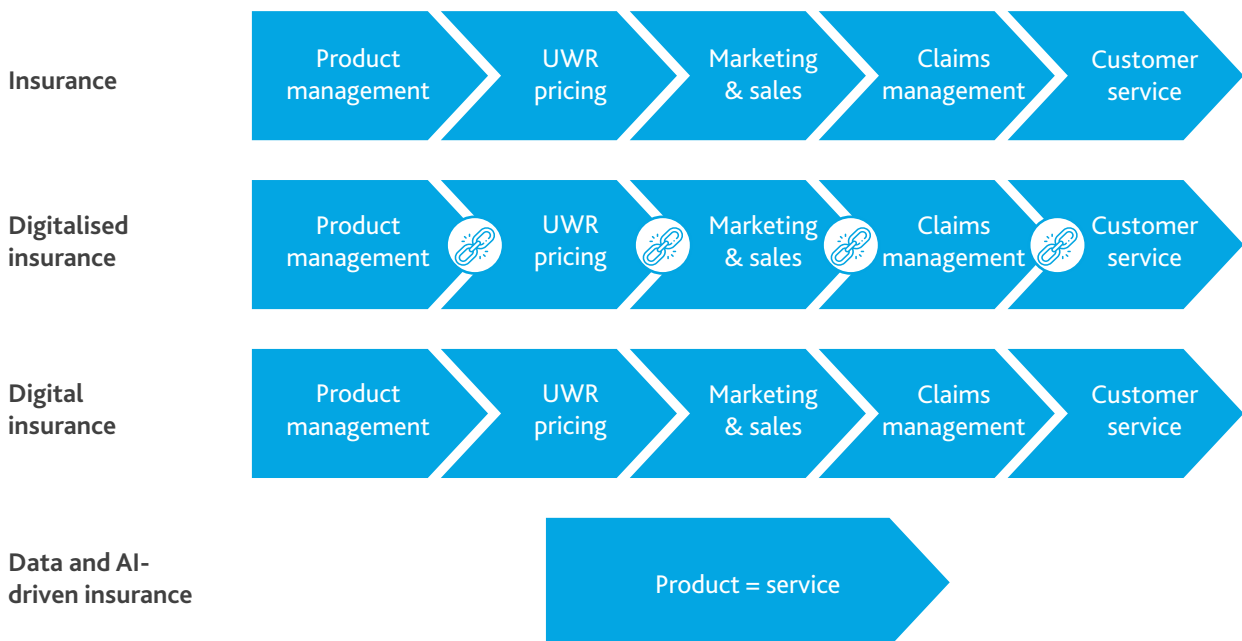 Insurance
Product
management
UWR
pricing
Marketing
& sales
Claims
management
Customer
service
Digitalised
insurance
Product
management
UWR
pricing
Marketing
& sales
Claims
management
Customer
service
Digital
insurance
Product
management
UWR
pricing
Marketing
& sales
Claims
management
Customer
service
Data and AI-
driven insurance
Product = service